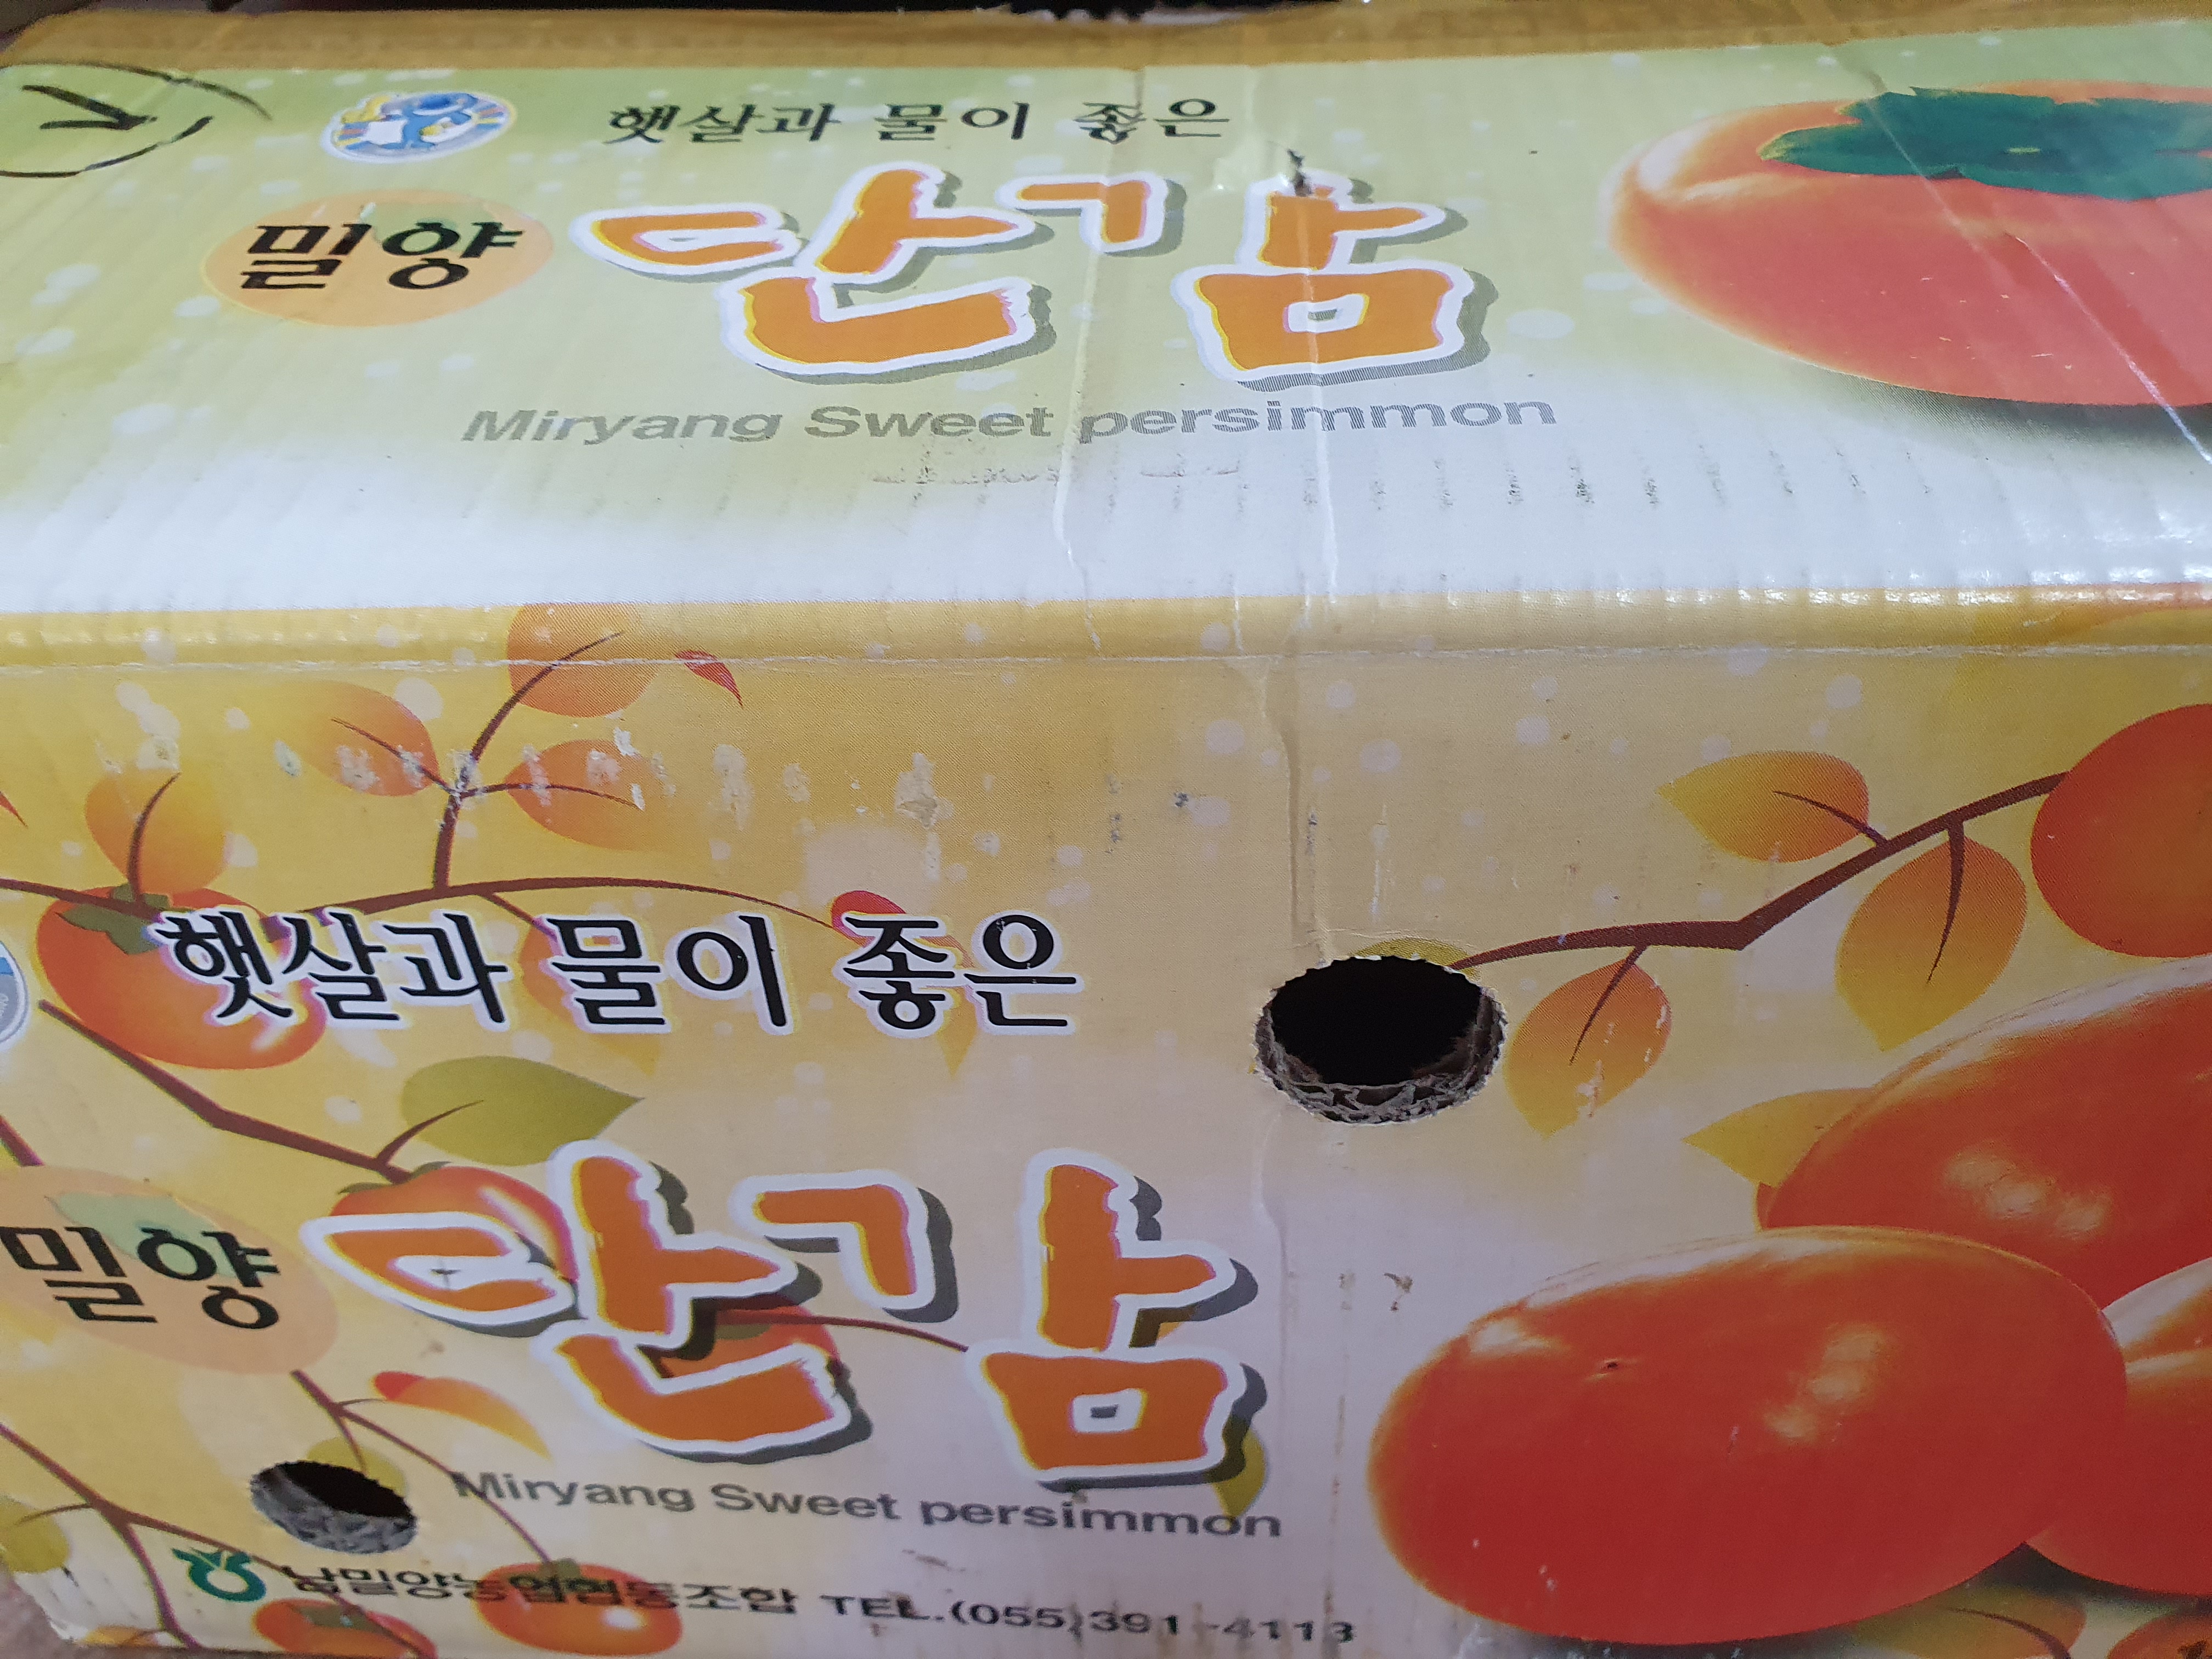 햇살과 물이 좋은
밀양 단감
Miryang Sweet persimmon
햇살과 물이 좋은
밀양 단감
Miryang Sweet persimmon
남밀양농업협동조합 TEL.(055)391-4113